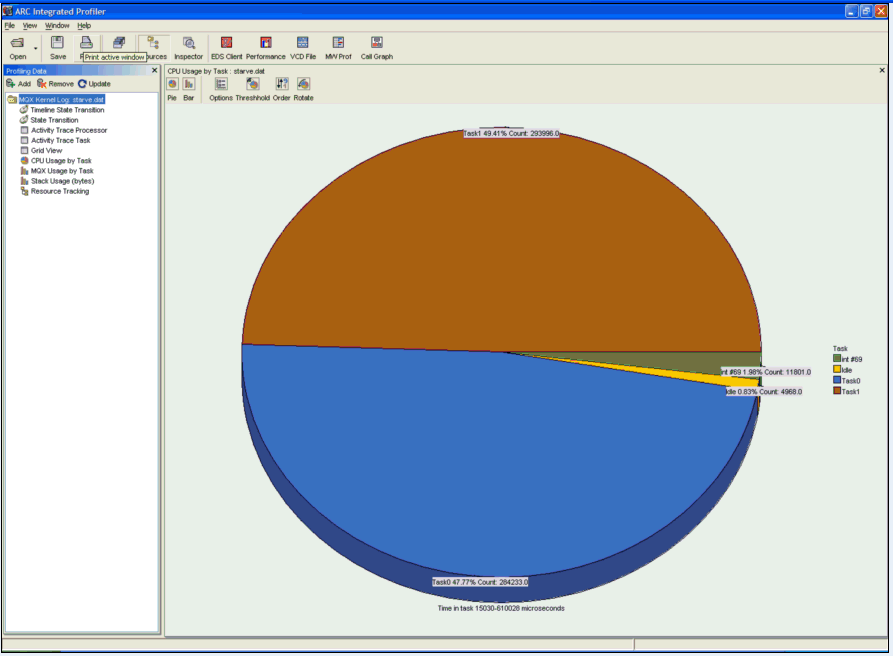 ARC Integrated Profiler
File View Window Help
Open Save Print active window Inspector EDS Client Performance VCD File MW Prof Call Graph
Profiling Data
Add Remove Update
MQX Kernel Log: starve.dat
Timeline State Transition
State Transition
Activity Trace Processor
Activity Trace Task
Grid View
CPU Usage by Task
MQX Usage by Task
Stack Usage (bytes)
Resource Tracking
CPU Usage by Task : starve.dat
Pie Bar Options Threshhold Order Rotate
Task1 49.41% Count: 293996.0
int #69 1.98% Count: 11801.0
Idle 0.83% Count: 4968.0
Task0 47.77% Count: 284233.0
Time in task 15030-610028 microseconds
Task
int #69
Idle
Task0
Task1